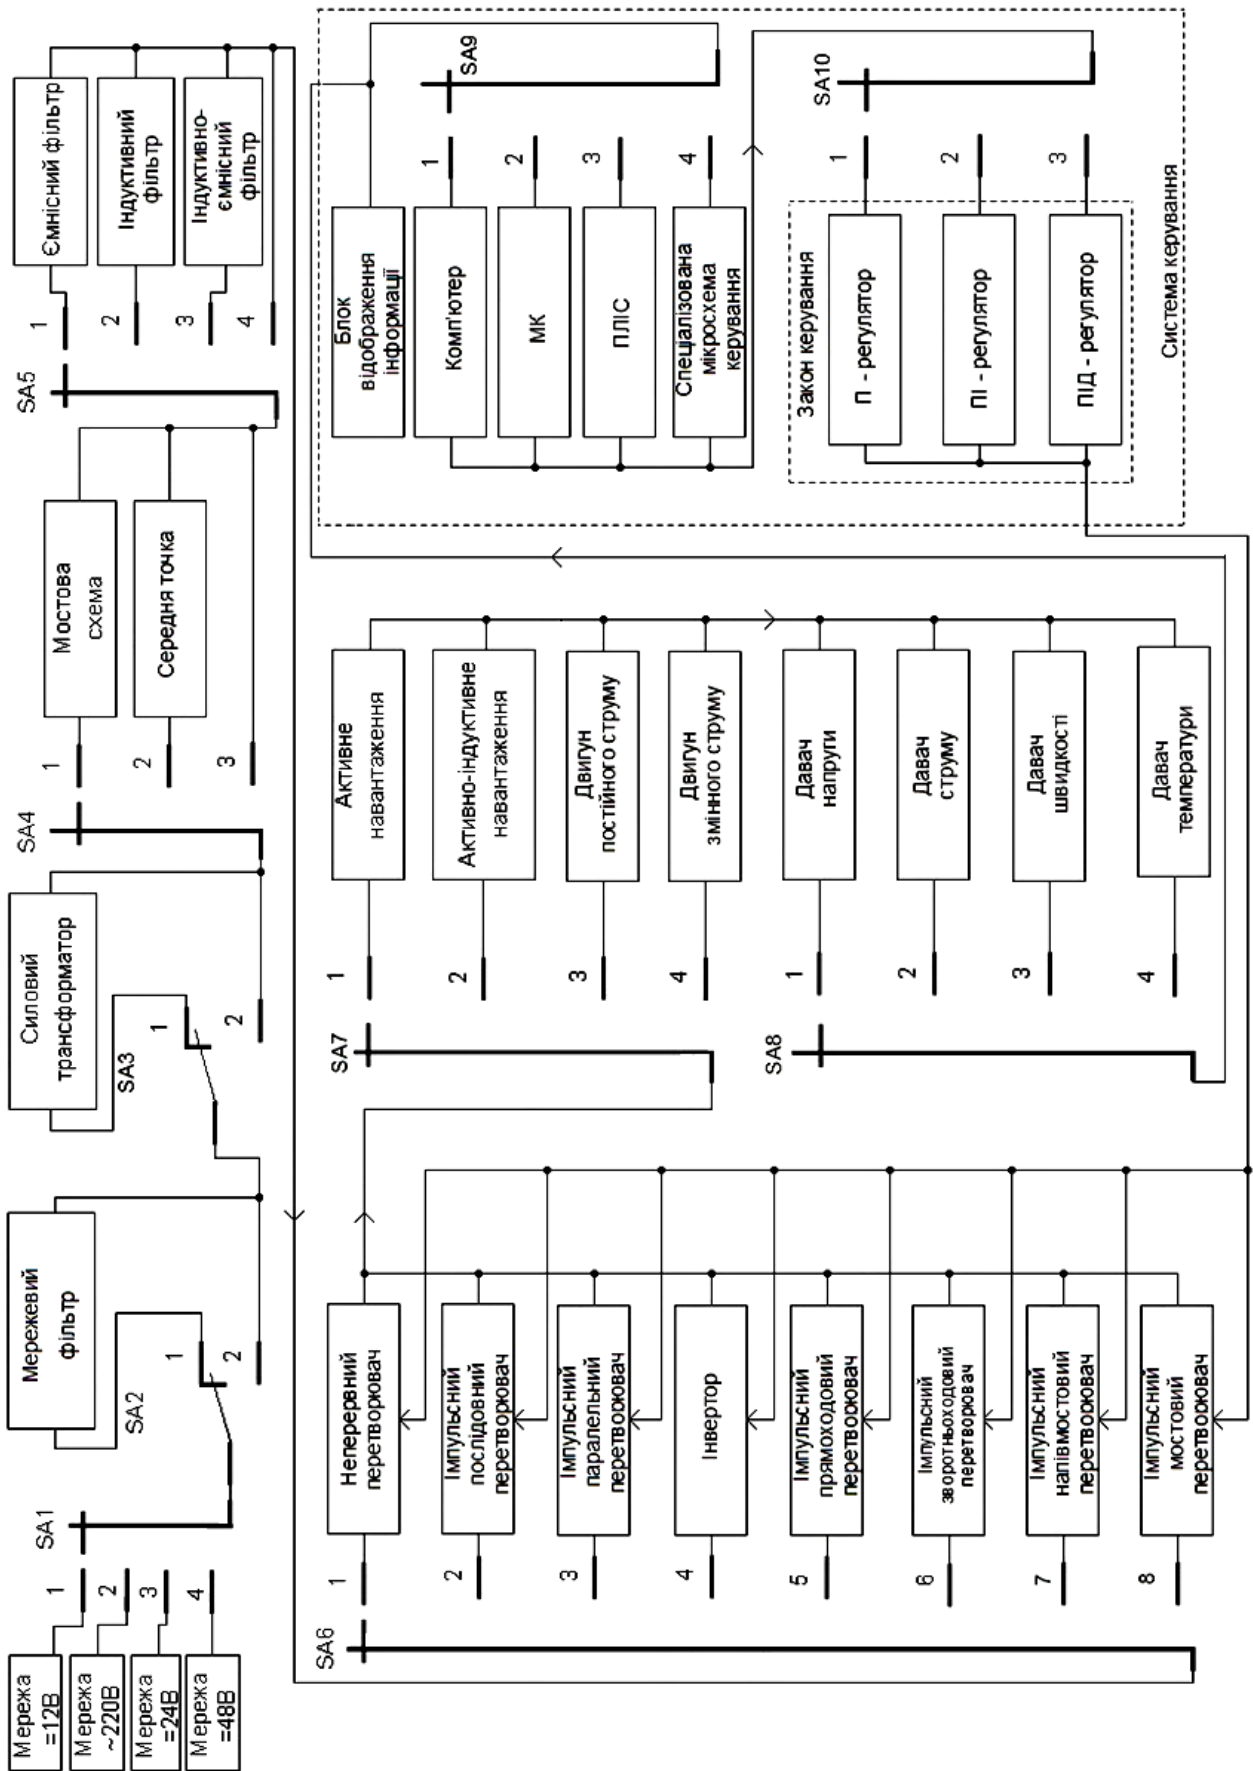 Мережа
=12В
Мережа
~220В
Мережа
=24В
Мережа
=48В
1
2
3
4
SA1
Мережевий
фільтр
SA2
1
2
Силовий
трансформатор
SA3
1
2
SA4
1
2
3
Мостова
схема
Середня точка
SA5
1
2
3
4
Ємнісний фільтр
Індуктивний
фільтр
Індуктивно-
ємнісний
фільтр
SA6
1
2
3
4
5
6
7
8
Неперервний
перетворювач
Імпульсний
послідовний
перетворювач
Імпульсний
паралельний
перетворювач
Інвертор
Імпульсний
прямоходовий
перетворювач
Імпульсний
зворотньоходовий
перетворювач
Імпульсний
напівмостовий
перетворювач
Імпульсний
мостовий
перетворювач
SA7
1
2
3
4
Активне
навантаження
Активно-індуктивне
навантаження
Двигун
постійного струму
Двигун
змінного струму
SA8
1
2
3
4
Давач
напруги
Давач
струму
Давач
швидкості
Давач
температури
Блок
відображення
інформації
Комп'ютер
МК
ПЛІС
Спеціалізована
мікросхема
керування
1
2
3
4
SA9
Закон керування
П - регулятор
ПІ - регулятор
ПІД - регулятор
1
2
3
SA10
Система керування